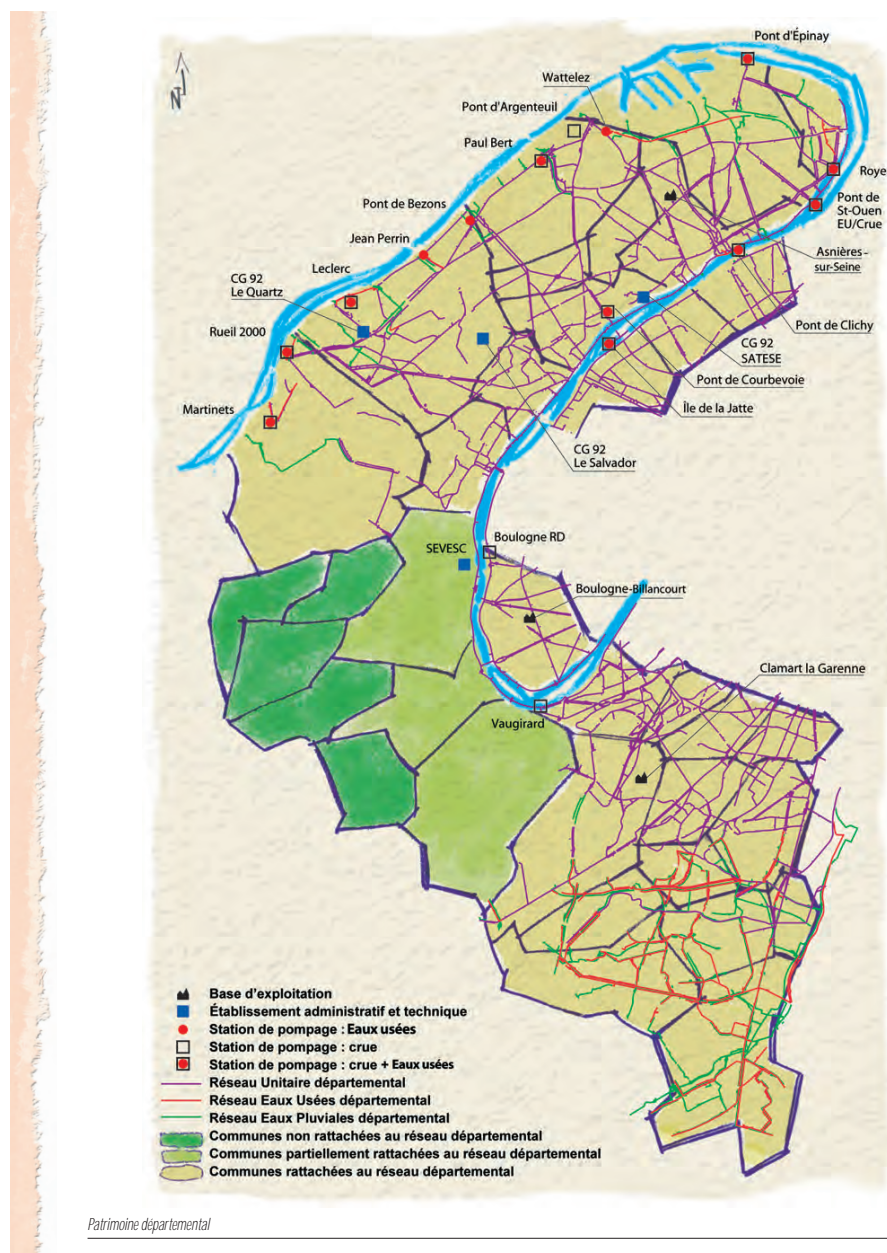 Pont d'Épinay
N
Wattelez
Pont d'Argenteuil
Paul Bert
Roye
Pont de
St-Ouen
EU/Crue
Pont de Bezons
Jean Perrin
Asnières-
sur-Seine
Leclerc
CG 92
Le Quartz
Rueil 2000
Pont de Clichy
CG 92
SATESE
Pont de Courbevoie
Martinets
Île de la Jatte
CG 92
Le Salvador
Boulogne RD
SEVESC
Boulogne-Billancourt
Clamart la Garenne
Vaugirard
Base d'exploitation
Établissement administratif et technique
Station de pompage : Eaux usées
Station de pompage : crue
Station de pompage : crue + Eaux usées
Réseau Unitaire départemental
Réseau Eaux Usées départemental
Réseau Eaux Pluviales départemental
Communes non rattachées au réseau départemental
Communes partiellement rattachées au réseau départemental
Communes rattachées au réseau départemental
Patrimoine départemental